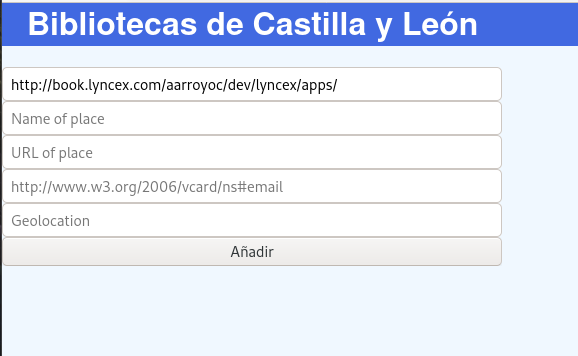 Bibliotecas de Castilla y León
http://book.lyncex.com/aarroyoc/dev/lyncex/apps/
Name of place
URL of place
http://www.w3.org/2006/vcard/ns#email
Geolocation
Añadir